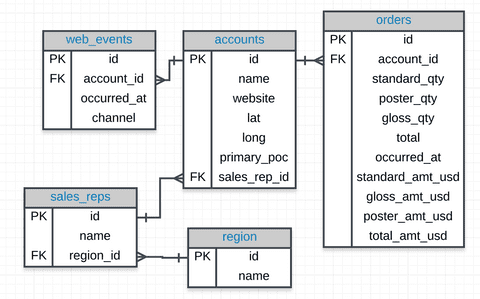 web_events
PK id
FK account_id
occurred_at
channel
accounts
PK id
name
website
lat
long
primary_poc
FK sales_rep_id
orders
PK id
FK account_id
standard_qty
poster_qty
gloss_qty
total
occurred_at
standard_amt_usd
gloss_amt_usd
poster_amt_usd
total_amt_usd
sales_reps
PK id
name
FK region_id
region
PK id
name